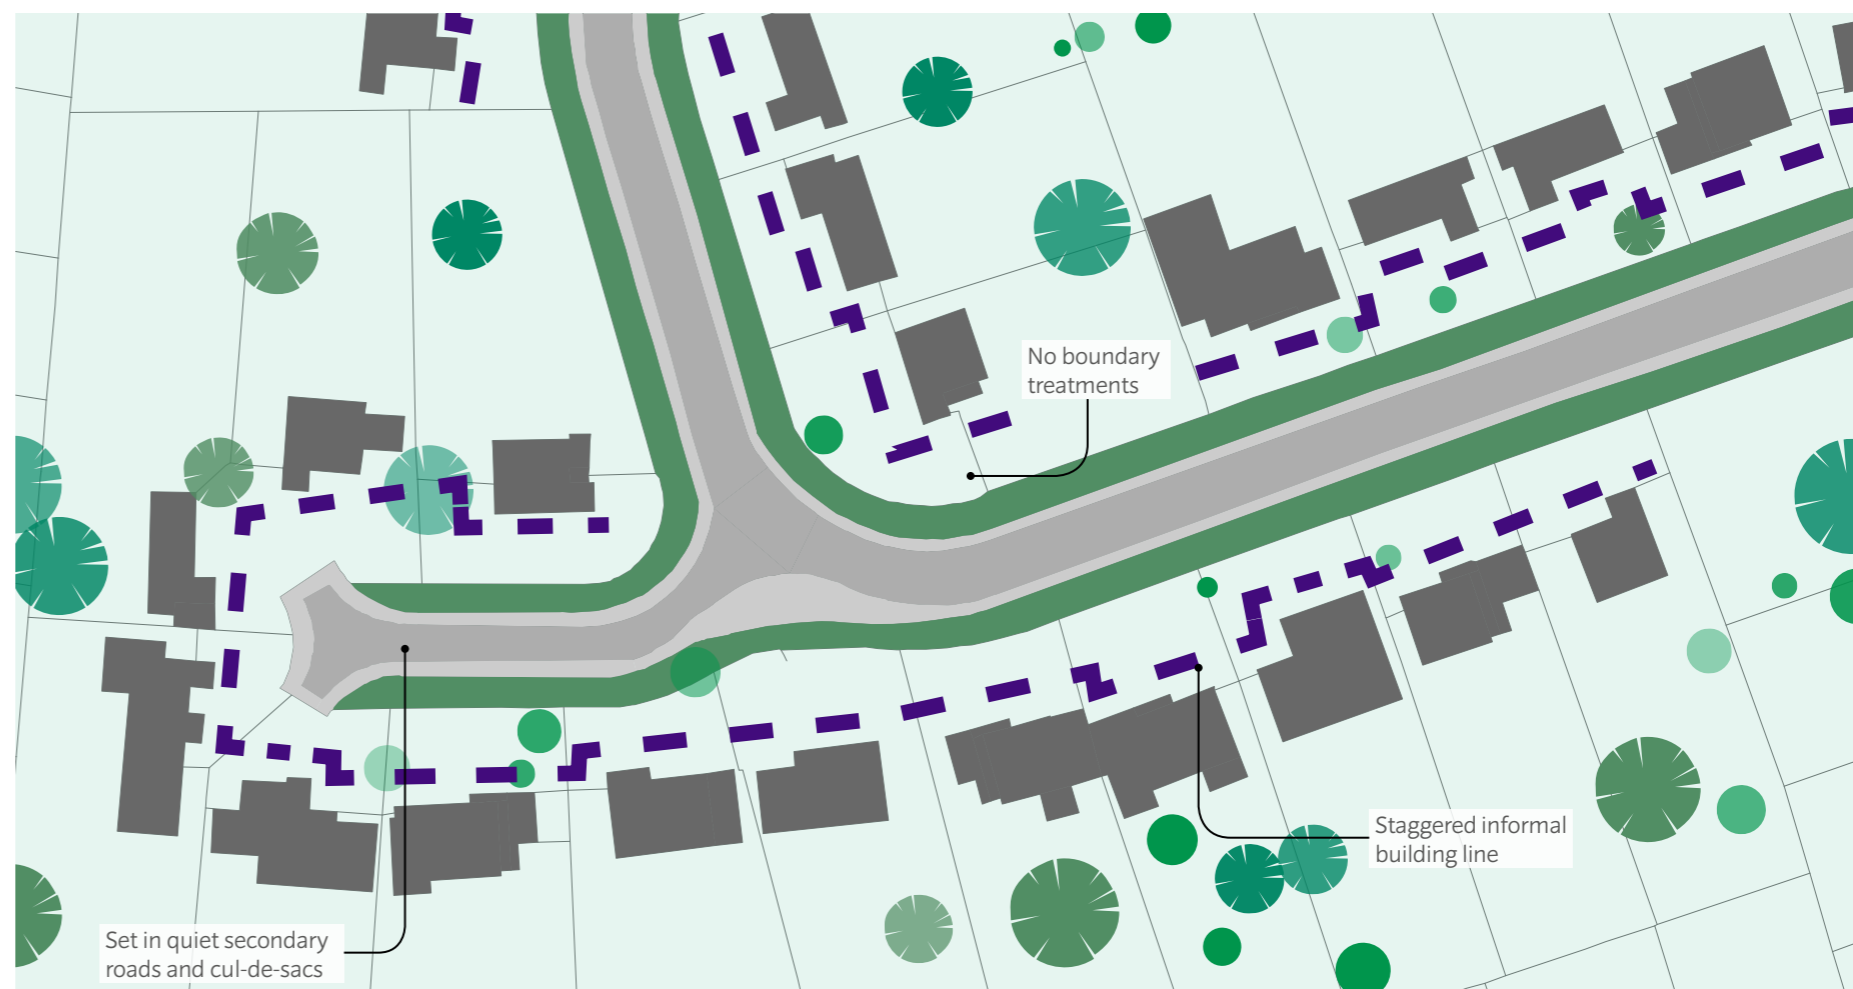 No boundary
treatments
Staggered informal
building line
Set in quiet secondary
roads and cul-de-sacs